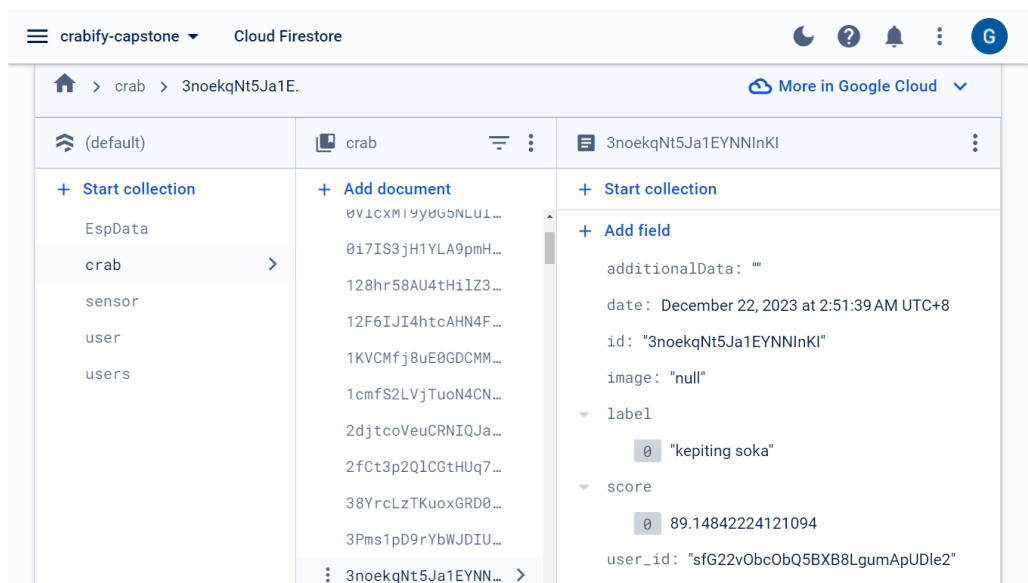 crabify-capstone Cloud Firestore G
crab 3noekqNt5Ja1E.. More in Google Cloud
(default)
Start collection
EspData
crab
sensor
user
users
crab
Add document
0i7IS3jH1YLA9pmH…
128hr58AU4tHilZ3…
12F6IJI4htcAHN4F…
1KVCMfj8uE0GDCMM…
1cmfS2LVjTuoN4CN…
2djtcoVeuCRNIQJa…
2fCt3p2QlCGtHUq7…
38YrcLzTKuoxGRD0…
3Pms1pD9rYbWJDIU…
3noekqNt5Ja1EYNN…
3noekqNt5Ja1EYNNInKI
Start collection
Add field
additionalData: ""
date: December 22, 2023 at 2:51:39 AM UTC+8
id: "3noekqNt5Ja1EYNNInKI"
image: "null"
label
0 "kepiting soka"
score
0 89.14842224121094
user_id: "sfG22vObcObQ5BXB8LgumApUDle2"